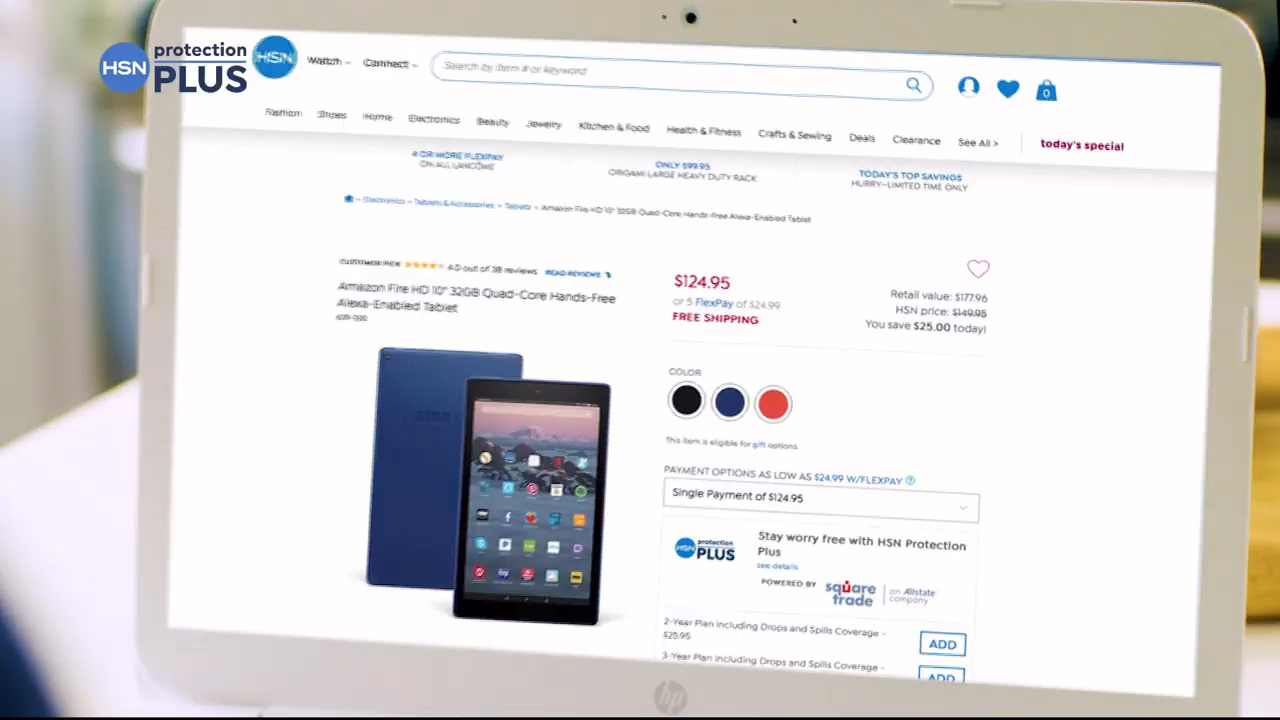 HSN protection PLUS
HSN Watch Connect Search by item # or keyword 0
Fashion Shoes Home Electronics Beauty Jewelry Kitchen & Food Health & Fitness Crafts & Sewing Deals Clearance See All > today's special
4 OR MORE FLEXPAY
ON ALL LANCOME
ONLY $99.95
ORIGAMI LARGE HEAVY DUTY RACK
TODAY'S TOP SAVINGS
HURRY–LIMITED TIME ONLY
Electronics > Tablets & Accessories > Tablets > Amazon Fire HD 10" 32GB Quad-Core Hands-Free Alexa-Enabled Tablet
CUSTOMER PICK 4.0 out of 38 reviews READ REVIEWS
Amazon Fire HD 10" 32GB Quad-Core Hands-Free
Alexa-Enabled Tablet
$124.95
or 5 FlexPay of $24.99
FREE SHIPPING
Retail value: $177.96
HSN price: $149.95
You save $25.00 today!
COLOR
This item is eligible for gift options.
PAYMENT OPTIONS AS LOW AS $24.99 W/FLEXPAY ?
Single Payment of $124.95
HSN protection PLUS
Stay worry free with HSN Protection
Plus
see details
POWERED BY square trade | an Allstate company
2-Year Plan including Drops and Spills Coverage -
$25.95
ADD
3-Year Plan including Drops and Spills Coverage -
ADD
hp